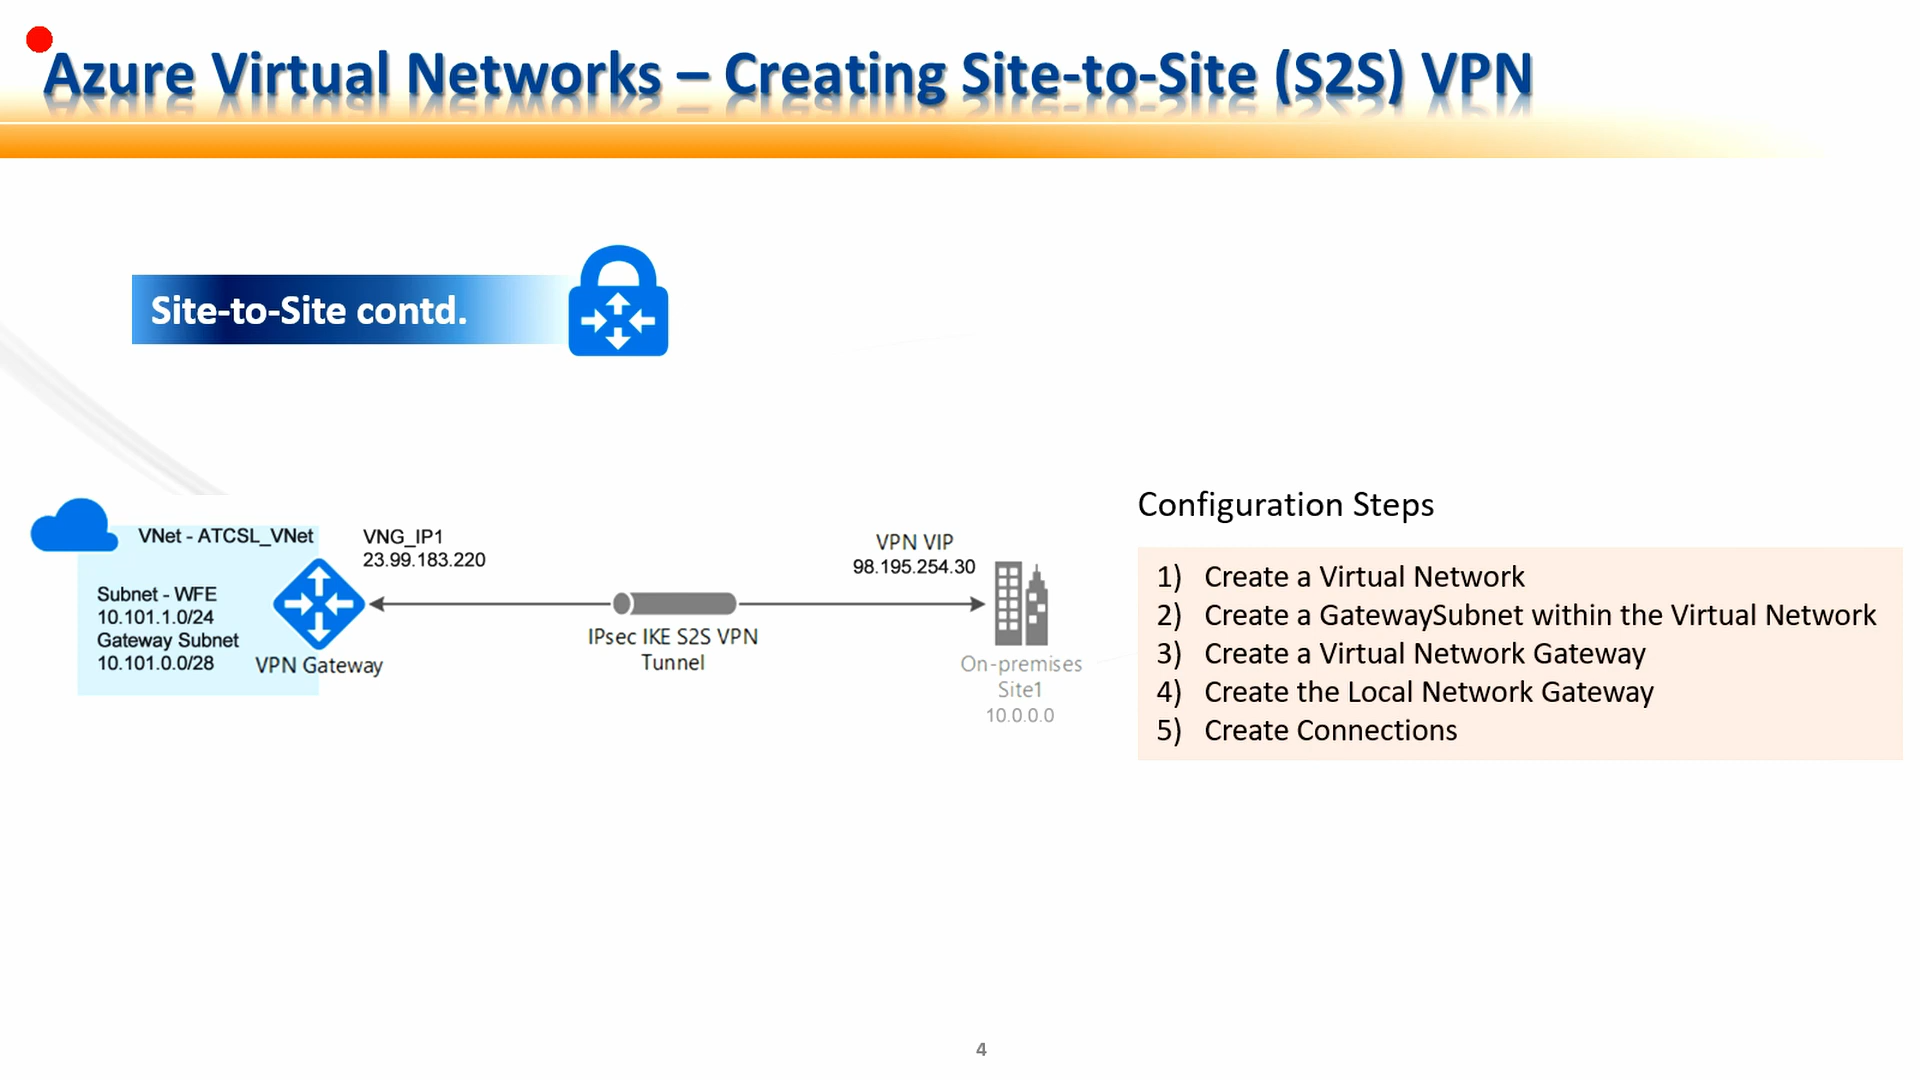 Azure Virtual Networks – Creating Site-to-Site (S2S) VPN
Site-to-Site contd.
VNet - ATCSL_VNet
Subnet - WFE
10.101.1.0/24
Gateway Subnet
10.101.0.0/28
VPN Gateway
VNG_IP1
23.99.183.220
IPsec IKE S2S VPN
Tunnel
VPN VIP
98.195.254.30
On-premises
Site1
10.0.0.0
Configuration Steps
1) Create a Virtual Network
2) Create a GatewaySubnet within the Virtual Network
3) Create a Virtual Network Gateway
4) Create the Local Network Gateway
5) Create Connections
4